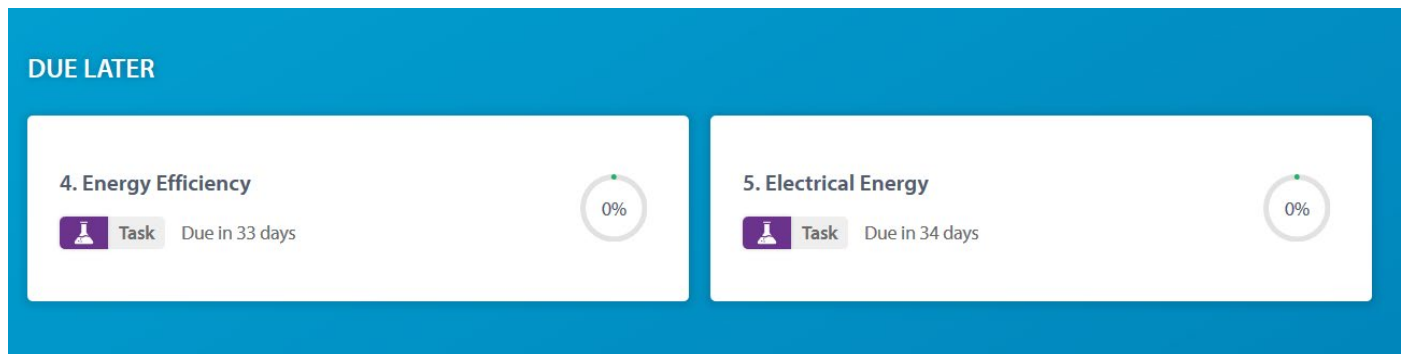 DUE LATER
4. Energy Efficiency
0%
Task Due in 33 days
5. Electrical Energy
0%
Task Due in 34 days